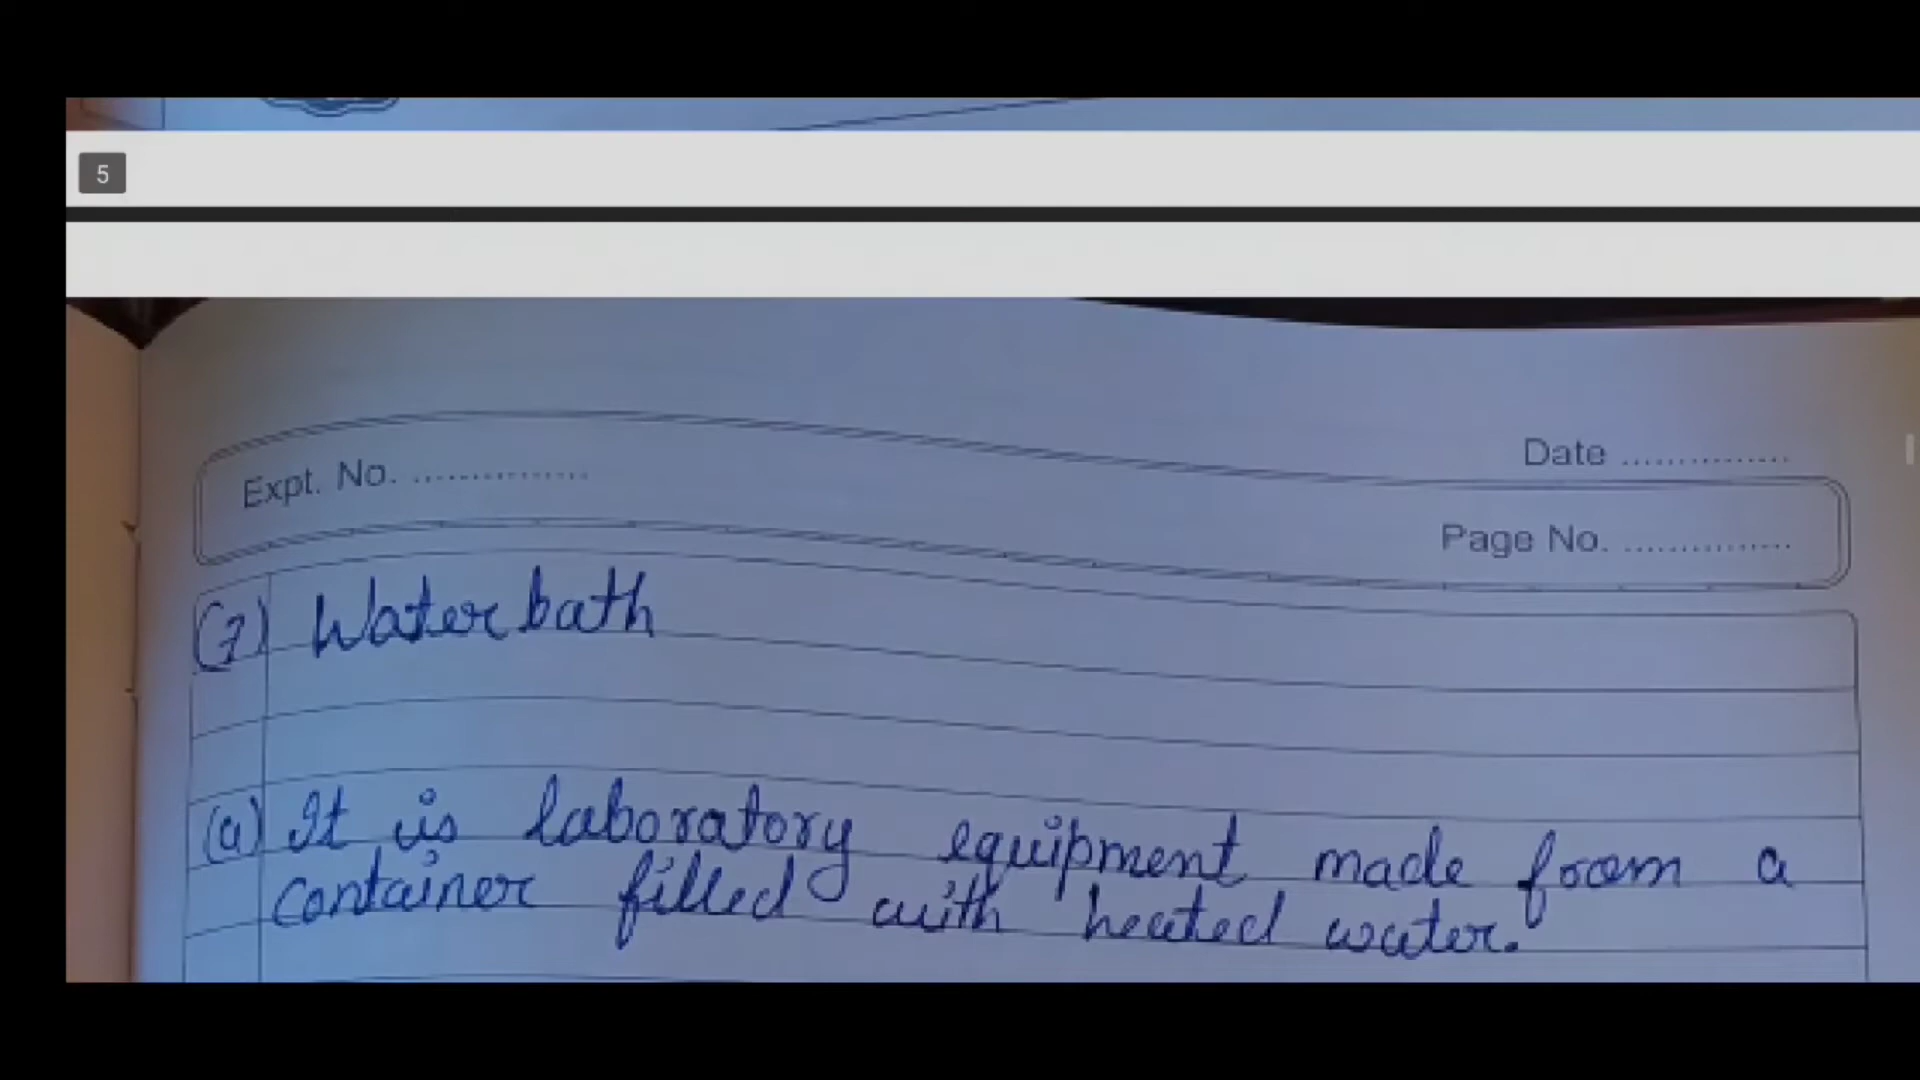 5
Date ...............
Expt. No. ................
Page No. ...............
(7) Water bath
(a) It is laboratory equipment made from a
container filled with heated water.